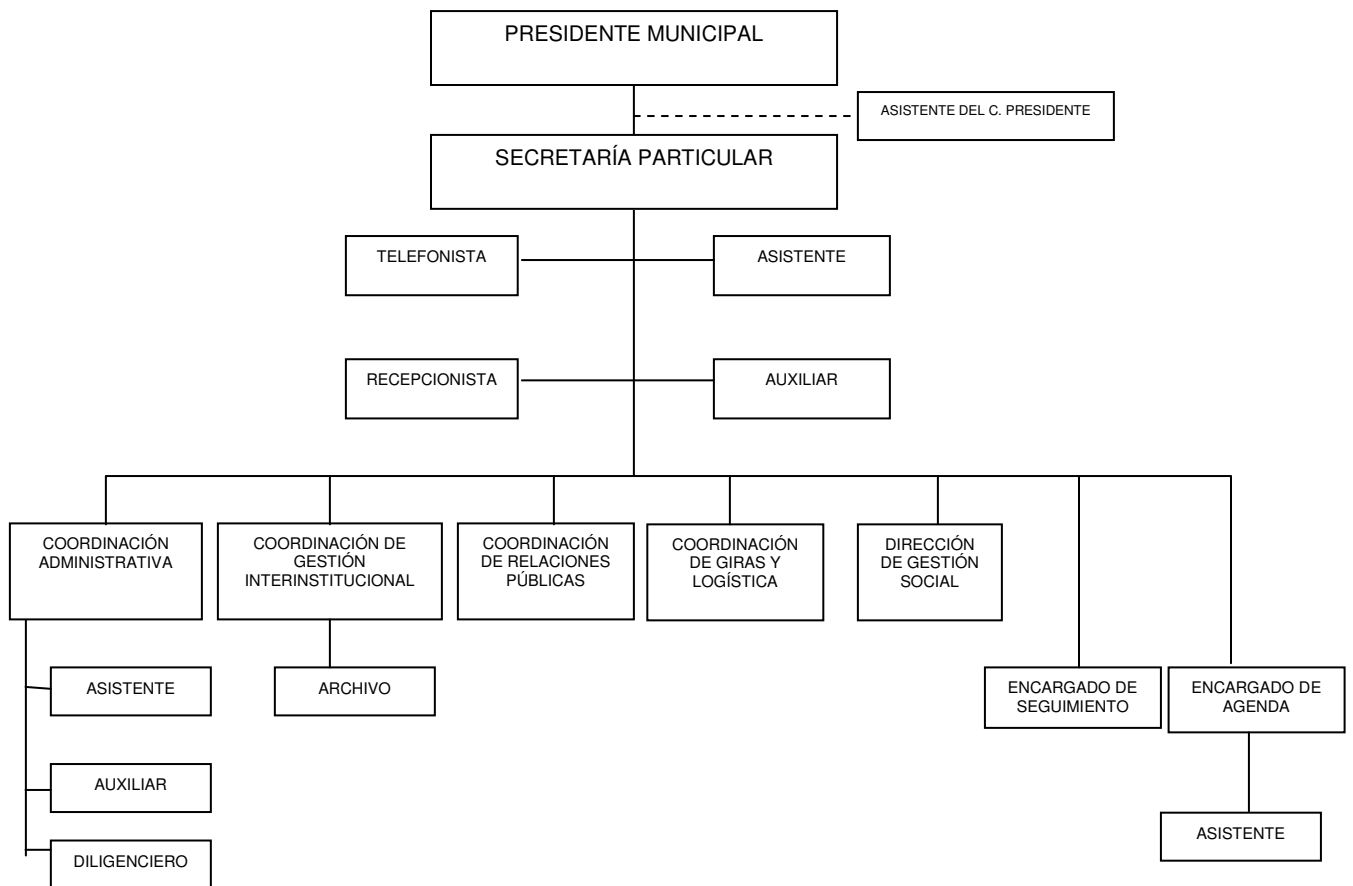 PRESIDENTE MUNICIPAL
ASISTENTE DEL C. PRESIDENTE
SECRETARÍA PARTICULAR
TELEFONISTA
ASISTENTE
RECEPCIONISTA
AUXILIAR
COORDINACIÓN
ADMINISTRATIVA
COORDINACIÓN DE
GESTIÓN
INTERINSTITUCIONAL
COORDINACIÓN
DE RELACIONES
PÚBLICAS
COORDINACIÓN
DE GIRAS Y
LOGÍSTICA
DIRECCIÓN
DE GESTIÓN
SOCIAL
ASISTENTE
ARCHIVO
ENCARGADO DE
SEGUIMIENTO
ENCARGADO DE
AGENDA
AUXILIAR
ASISTENTE
DILIGENCIERO